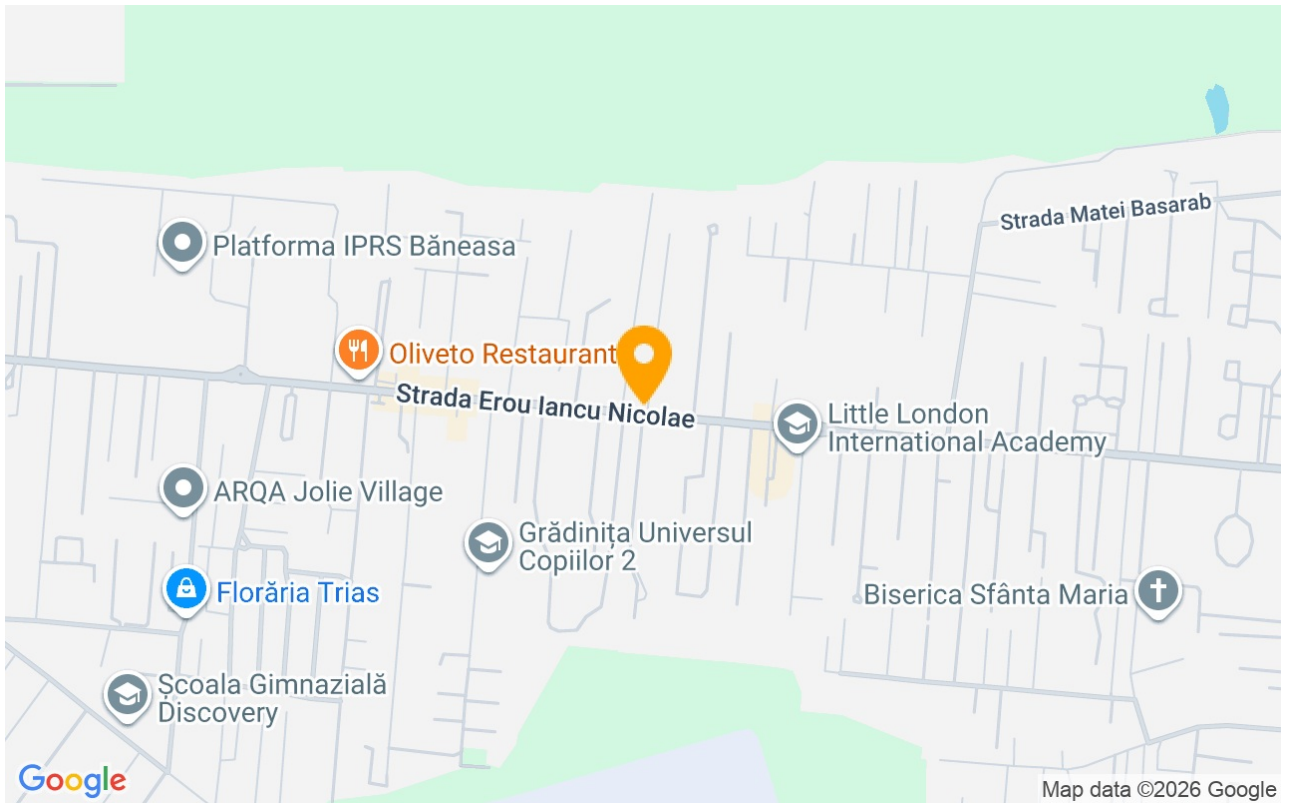 Strada Matei Basarab
Platforma IPRS Băneasa
Oliveto Restaurant
Strada Erou Iancu Nicolae
Little London
International Academy
ARQA Jolie Village
Grădinița Universul
Copiilor 2
Florăria Trias
Biserica Sfânta Maria
Școala Gimnazială
Discovery
Google
Map data ©2026 Google